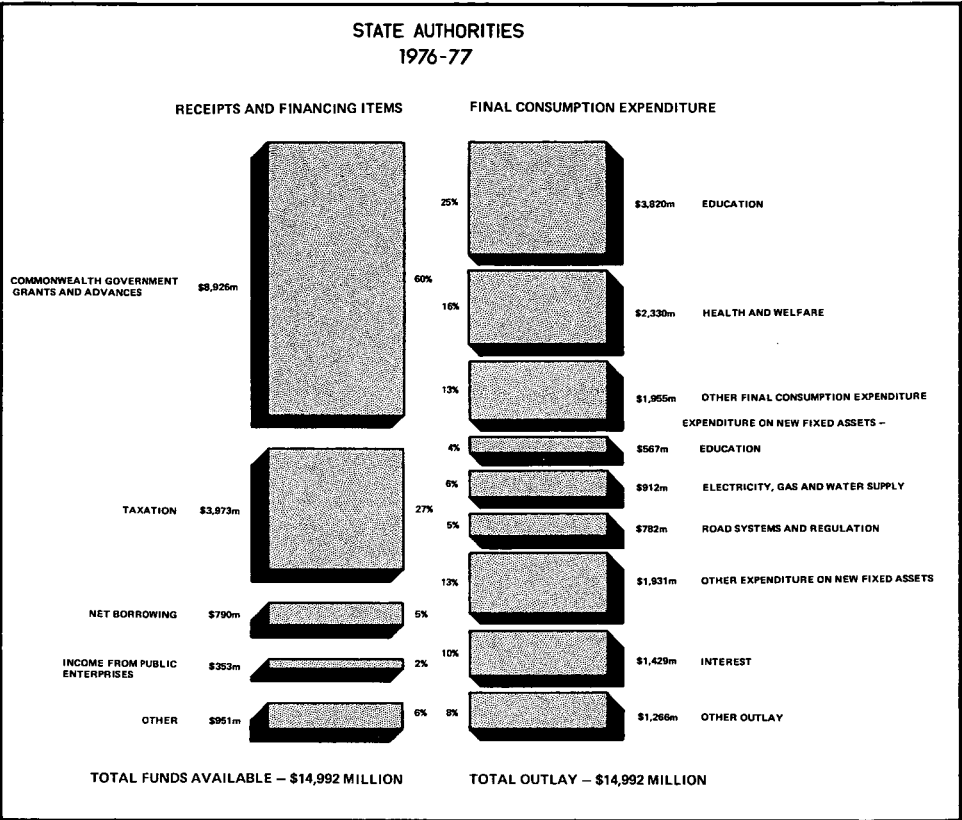 STATE AUTHORITIES
1976-77
RECEIPTS AND FINANCING ITEMS
COMMONWEALTH GOVERNMENT
GRANTS AND ADVANCES
$8,926m
60%
TAXATION
$3,973m
27%
NET BORROWING
$790m
5%
INCOME FROM PUBLIC
ENTERPRISES
$353m
2%
OTHER
$951m
6%
TOTAL FUNDS AVAILABLE – $14,992 MILLION
FINAL CONSUMPTION EXPENDITURE
25%
$3,820m
EDUCATION
16%
$2,330m
HEALTH AND WELFARE
13%
$1,955m
OTHER FINAL CONSUMPTION EXPENDITURE
EXPENDITURE ON NEW FIXED ASSETS –
4%
$567m
EDUCATION
6%
$912m
ELECTRICITY, GAS AND WATER SUPPLY
5%
$782m
ROAD SYSTEMS AND REGULATION
13%
$1,931m
OTHER EXPENDITURE ON NEW FIXED ASSETS
10%
$1,429m
INTEREST
8%
$1,266m
OTHER OUTLAY
TOTAL OUTLAY – $14,992 MILLION